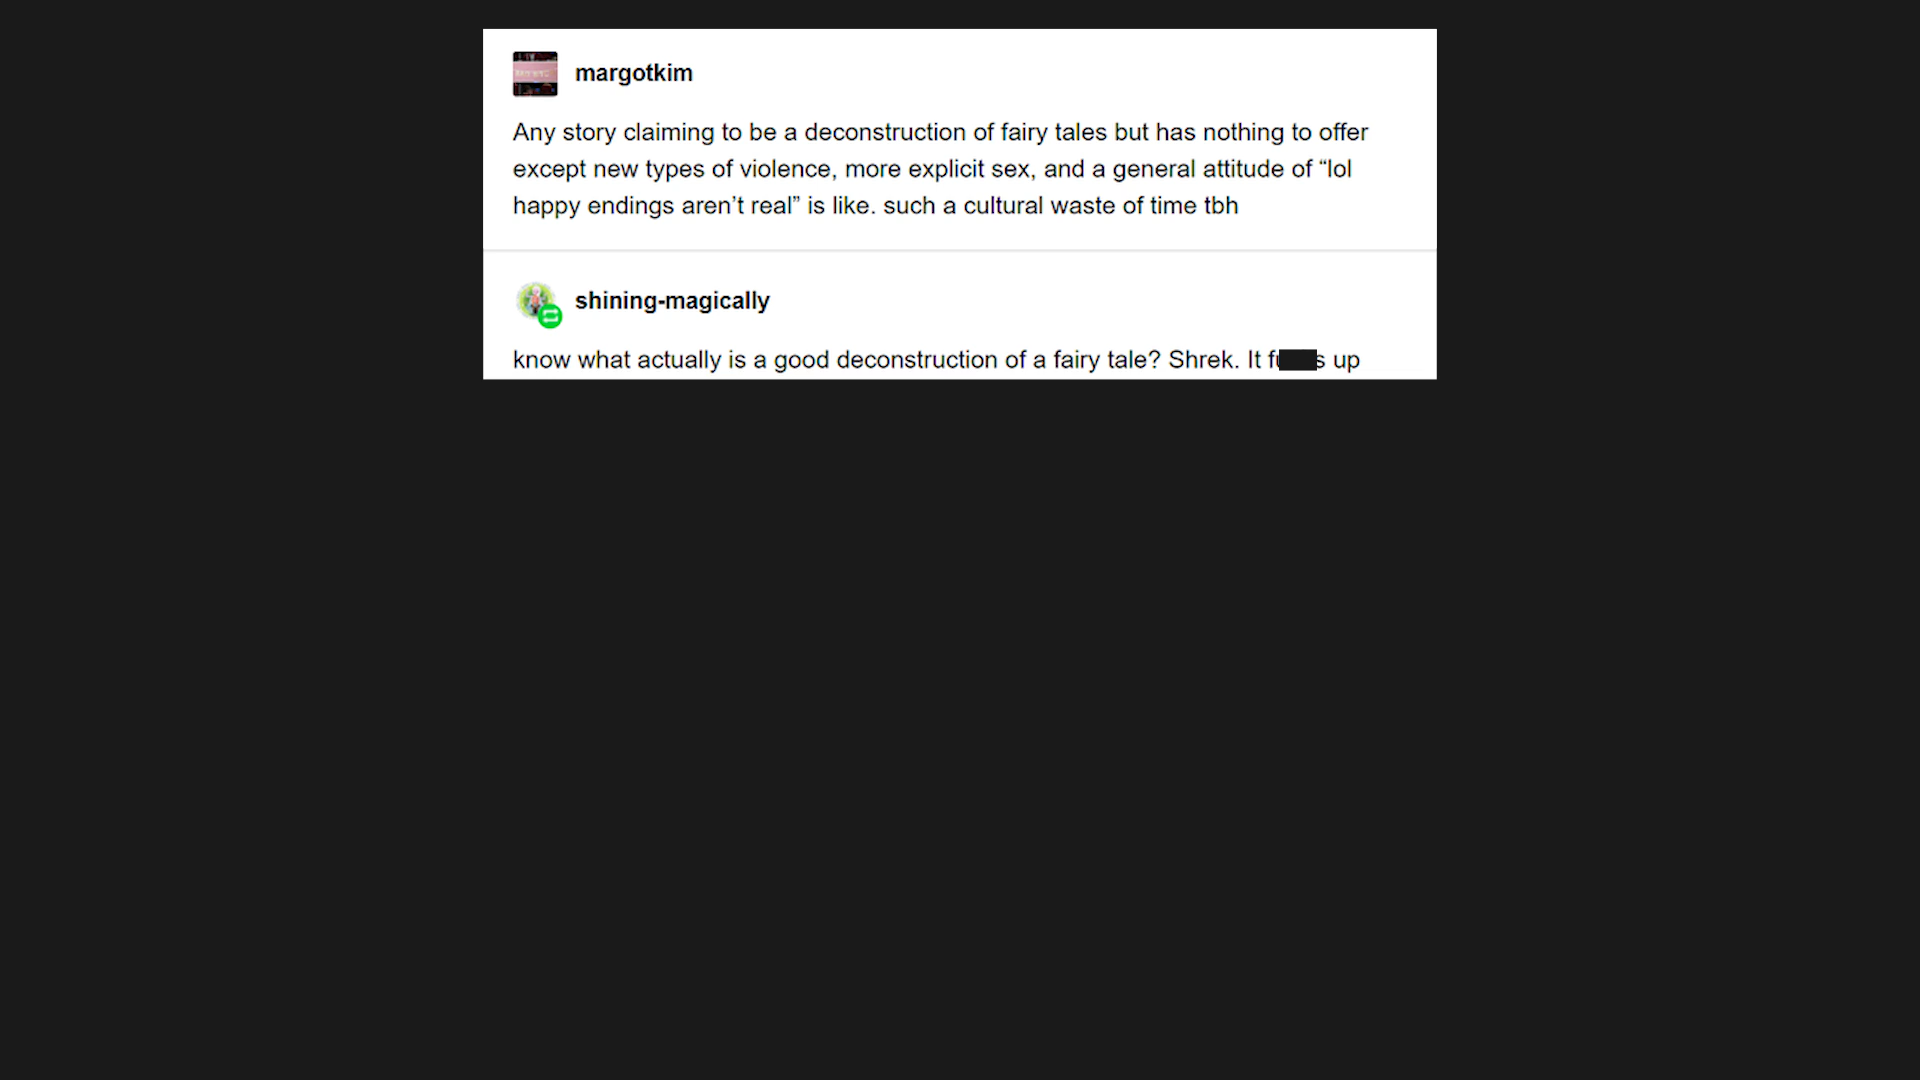 margotkim
Any story claiming to be a deconstruction of fairy tales but has nothing to offer
except new types of violence, more explicit sex, and a general attitude of “lol
happy endings aren’t real” is like. such a cultural waste of time tbh
shining-magically
know what actually is a good deconstruction of a fairy tale? Shrek. It up